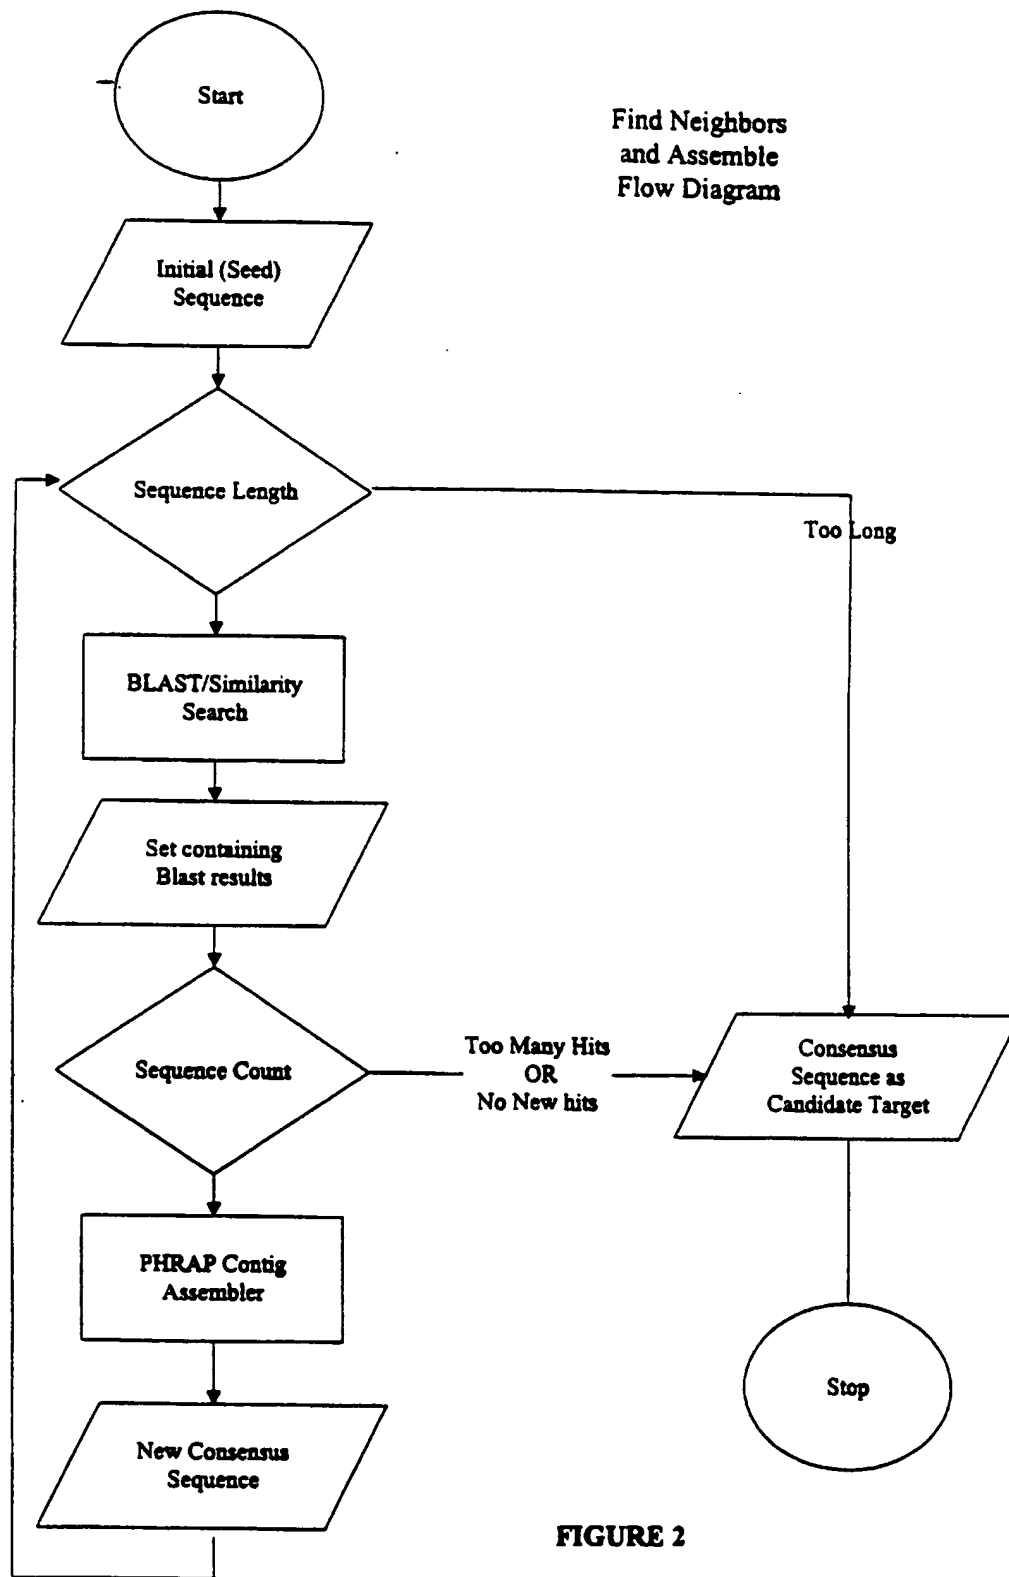 Start
Find Neighbors
and Assemble
Flow Diagram
Initial (Seed)
Sequence
Sequence Length
Too Long
BLAST/Similarity
Search
Set containing
Blast results
Sequence Count
Too Many Hits
OR
No New hits
Consensus
Sequence as
Candidate Target
PHRAP Contig
Assembler
Stop
New Consensus
Sequence
FIGURE 2